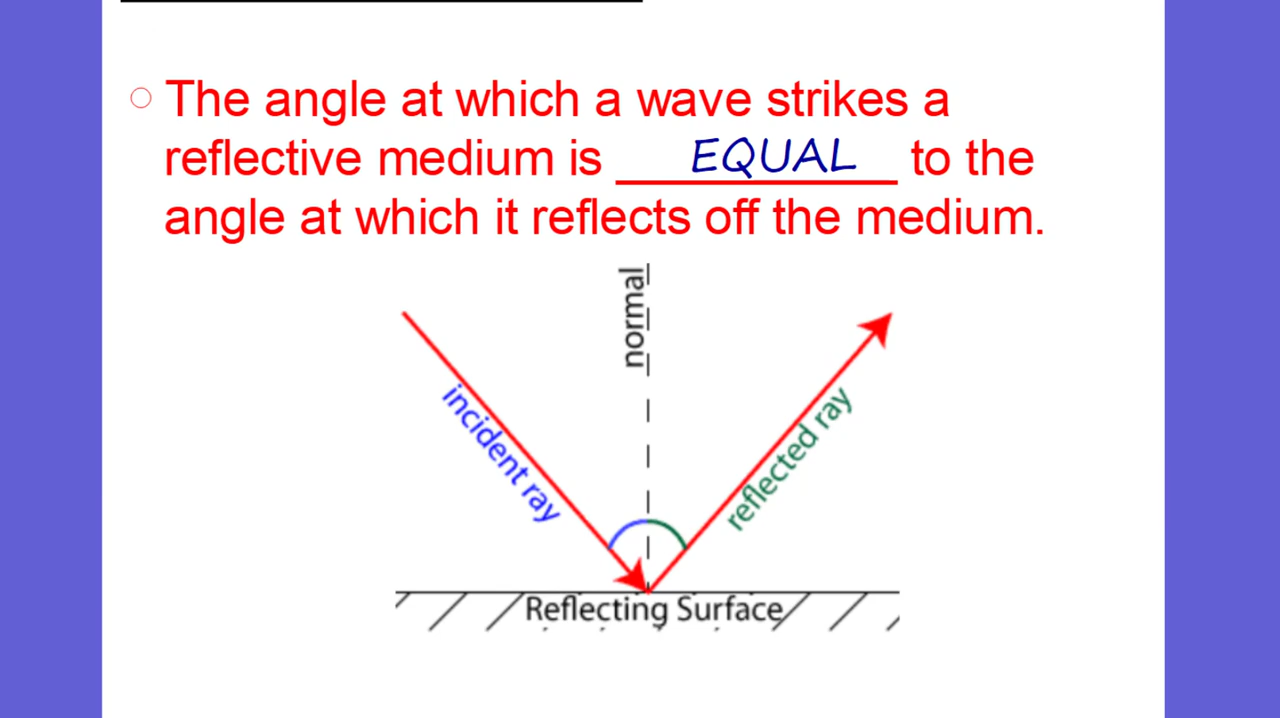 The angle at which a wave strikes a
reflective medium is EQUAL to the
angle at which it reflects off the medium.
normal
incident ray
reflected ray
Reflecting Surface